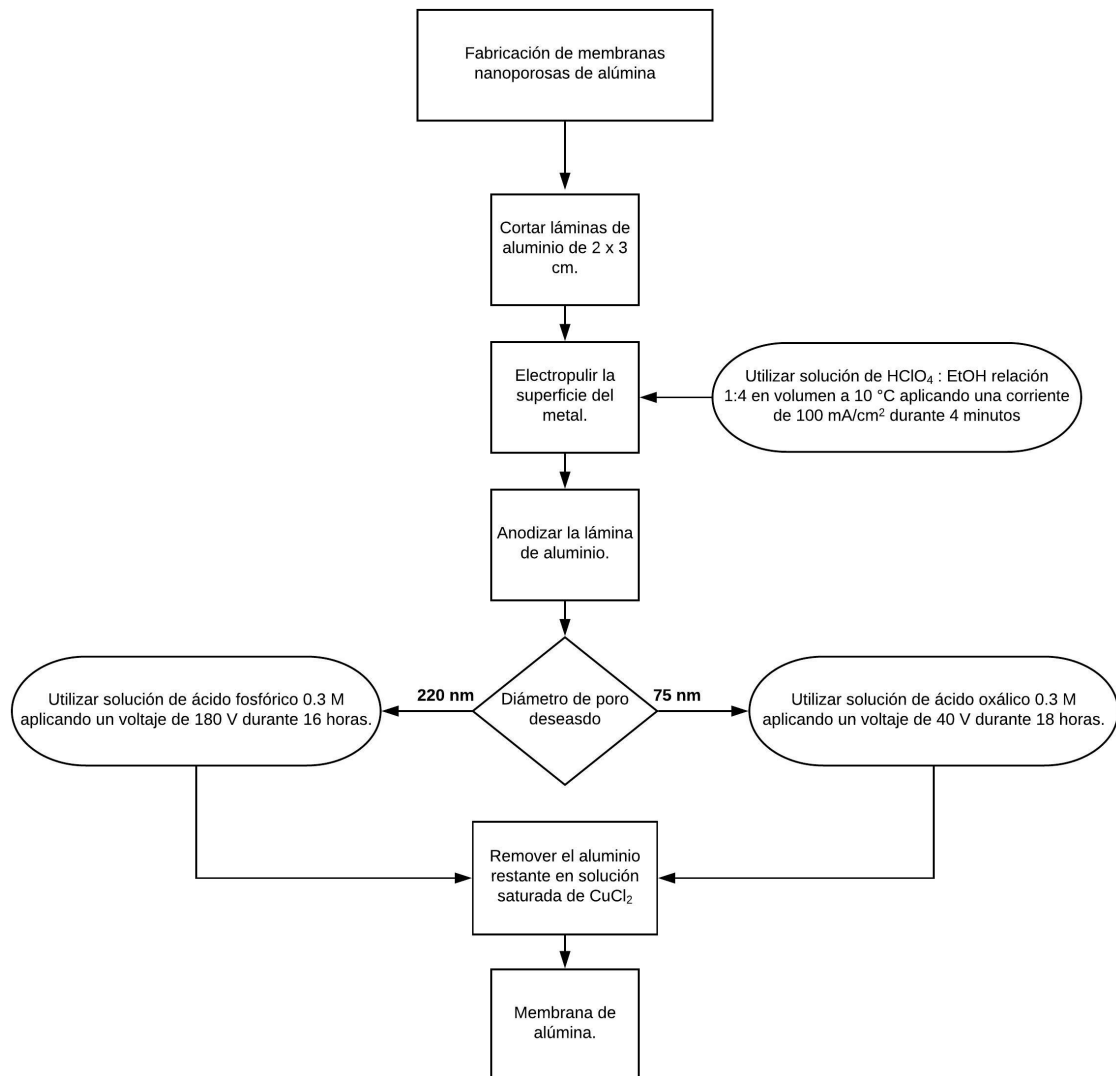 Fabricación de membranas
nanoporosas de alúmina
Cortar láminas de
aluminio de 2 x 3
cm.
Electropulir la
superficie del
metal.
Utilizar solución de HClO₄ : EtOH relación
1:4 en volumen a 10 °C aplicando una corriente
de 100 mA/cm² durante 4 minutos
Anodizar la lámina
de aluminio.
Utilizar solución de ácido fosfórico 0.3 M
aplicando un voltaje de 180 V durante 16 horas.
220 nm
Diámetro de poro
deseasdo
75 nm
Utilizar solución de ácido oxálico 0.3 M
aplicando un voltaje de 40 V durante 18 horas.
Remover el aluminio
restante en solución
saturada de CuCl₂
Membrana de
alúmina.